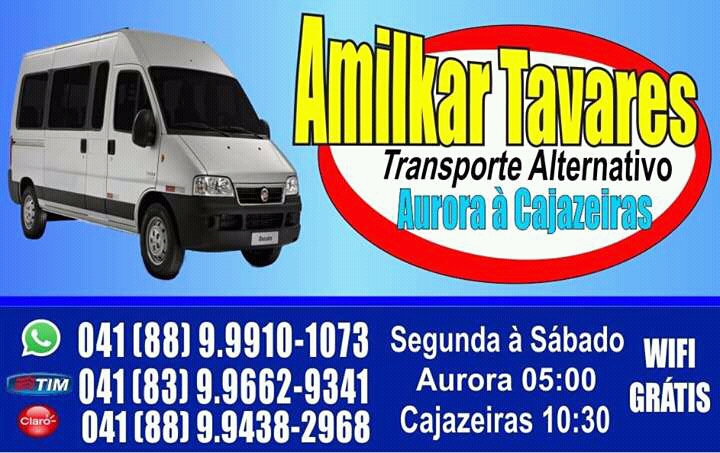 Amilkar Tavares
Transporte Alternativo
Aurora à Cajazeiras
041 (88) 9.9910-1073
TIM 041 (83) 9.9662-9341
Claro 041 (88) 9.9438-2968
Segunda à Sábado
Aurora 05:00
Cajazeiras 10:30
WIFI
GRÁTIS
Ducato